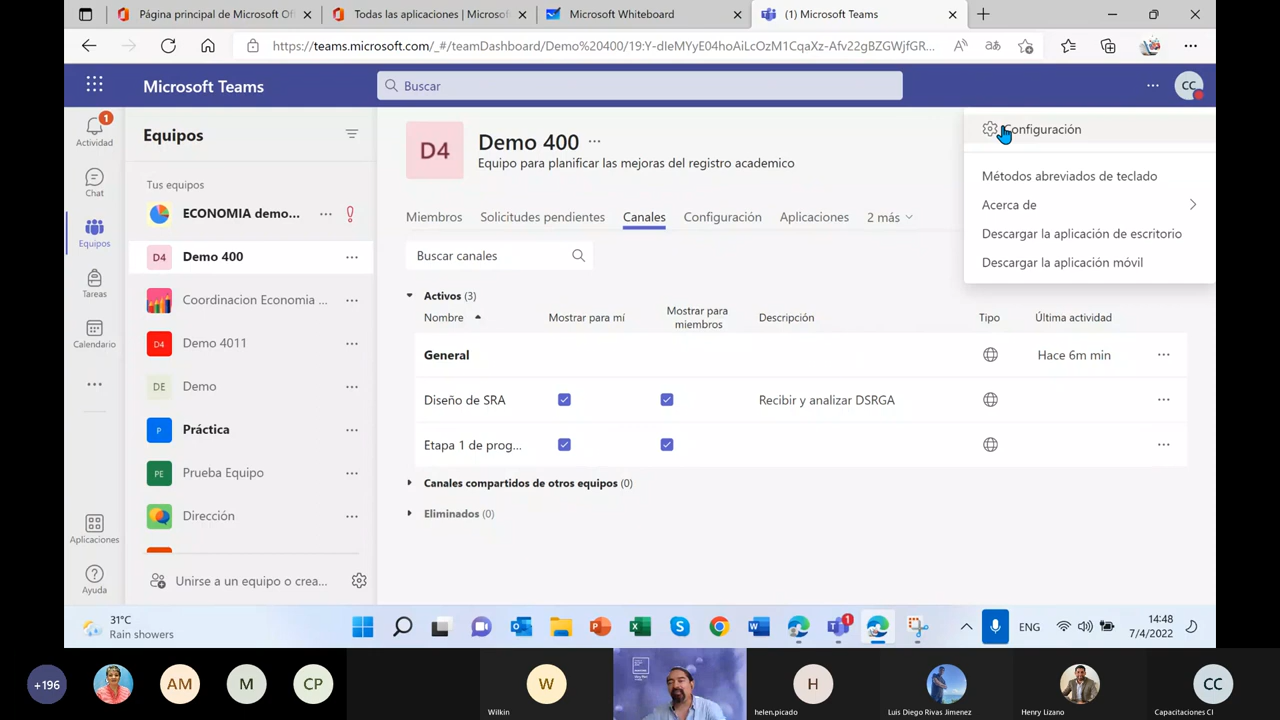 Página principal de Microsoft Of
Todas las aplicaciones | Microso
Microsoft Whiteboard
(1) Microsoft Teams
https://teams.microsoft.com/_#/teamDashboard/Demo%20400/19:Y-dIeMYyE04hoAiLcOzM1CqaXz-Afv22gBZGWjfGR...
Microsoft Teams
Buscar
CC
Actividad
1
Chat
Equipos
Tareas
Calendario
Aplicaciones
Ayuda
Equipos
Tus equipos
ECONOMIA demo...
D4 Demo 400
Coordinacion Economia ...
D4 Demo 4011
DE Demo
P Práctica
PE Prueba Equipo
Dirección
Unirse a un equipo o crea...
D4
Demo 400
Equipo para planificar las mejoras del registro academico
Miembros Solicitudes pendientes Canales Configuración Aplicaciones 2 más
Buscar canales
Activos (3)
Nombre Mostrar para mí Mostrar para miembros Descripción Tipo Última actividad
General Hace 6m min
Diseño de SRA Recibir y analizar DSRGA
Etapa 1 de prog...
Canales compartidos de otros equipos (0)
Eliminados (0)
Configuración
Métodos abreviados de teclado
Acerca de
Descargar la aplicación de escritorio
Descargar la aplicación móvil
31°C
Rain showers
1
ENG
14:48
7/4/2022
+196
AM
M
CP
W
Wilkin
H
helen.picado
Luis Diego Rivas Jimenez
Henry Lizano
CC
Capacitaciones CI